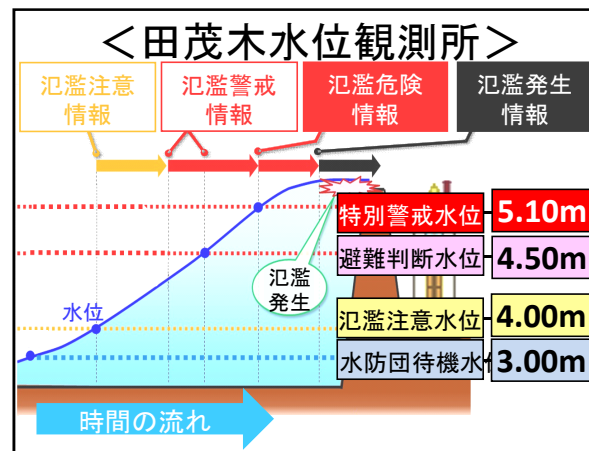 ＜田茂木水位観測所＞
氾濫注意
情報
氾濫警戒
情報
氾濫危険
情報
氾濫発生
情報
特別警戒水位
5.10m
避難判断水位
4.50m
氾濫
発生
水位
氾濫注意水位
4.00m
水防団待機水
3.00m
時間の流れ